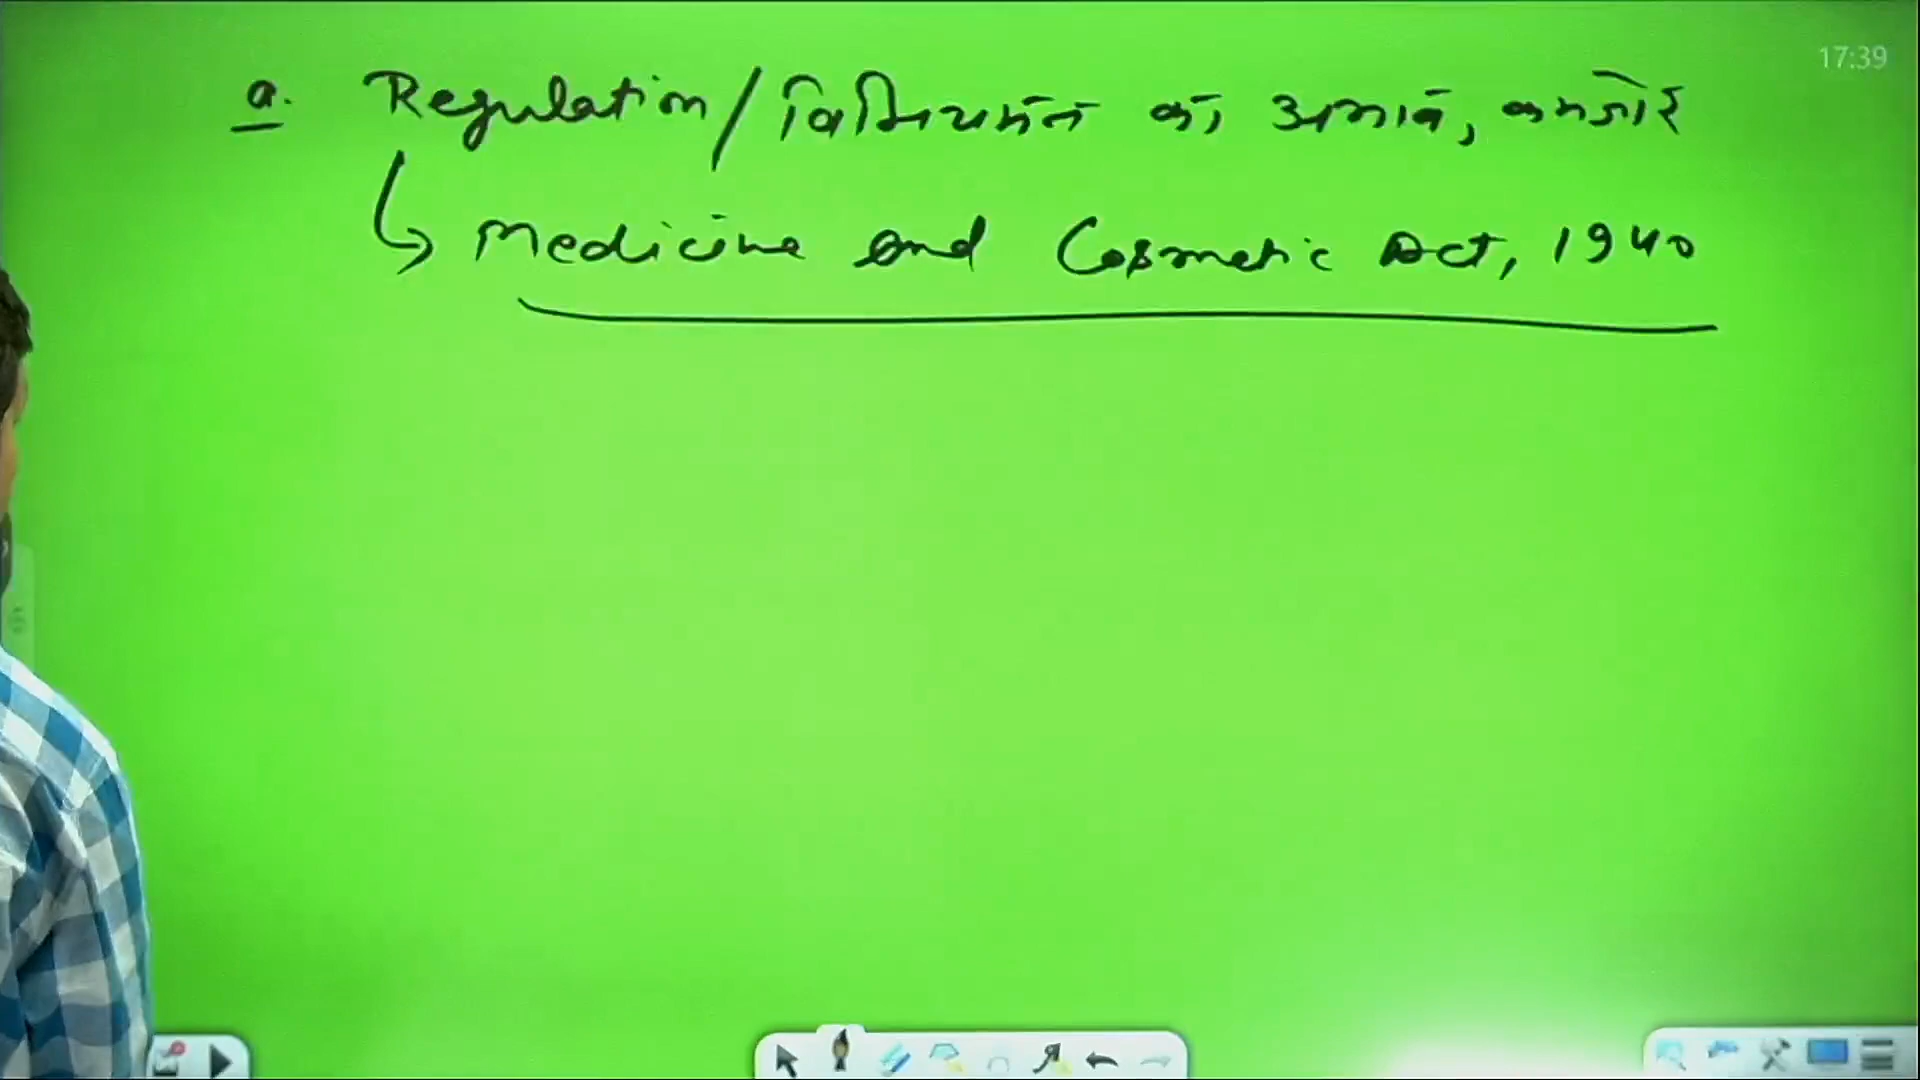 17:39
a. Regulation/विनियमन का अभाव, कमजोर
Medicine and Cosmetic Act, 1940